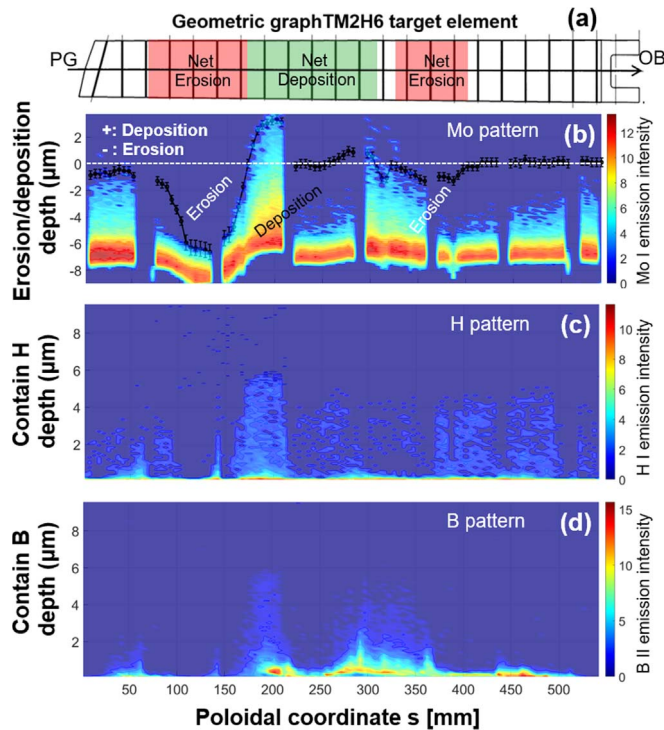 Geometric graphTM2H6 target element
(a)
PG
Net
Erosion
Net
Deposition
Net
Erosion
OB
Erosion/deposition
depth (μm)
+: Deposition
- : Erosion
Mo pattern
(b)
Erosion
Deposition
Erosion
2
0
-2
-4
-6
-8
12
10
8
6
4
2
0
Mo I emission intensity
Contain H
depth (μm)
H pattern
(c)
8
6
4
2
10
8
6
4
2
0
H I emission intensity
Contain B
depth (μm)
B pattern
(d)
8
6
4
2
15
10
5
0
B II emission intensity
50 100 150 200 250 300 350 400 450 500
Poloidal coordinate s [mm]